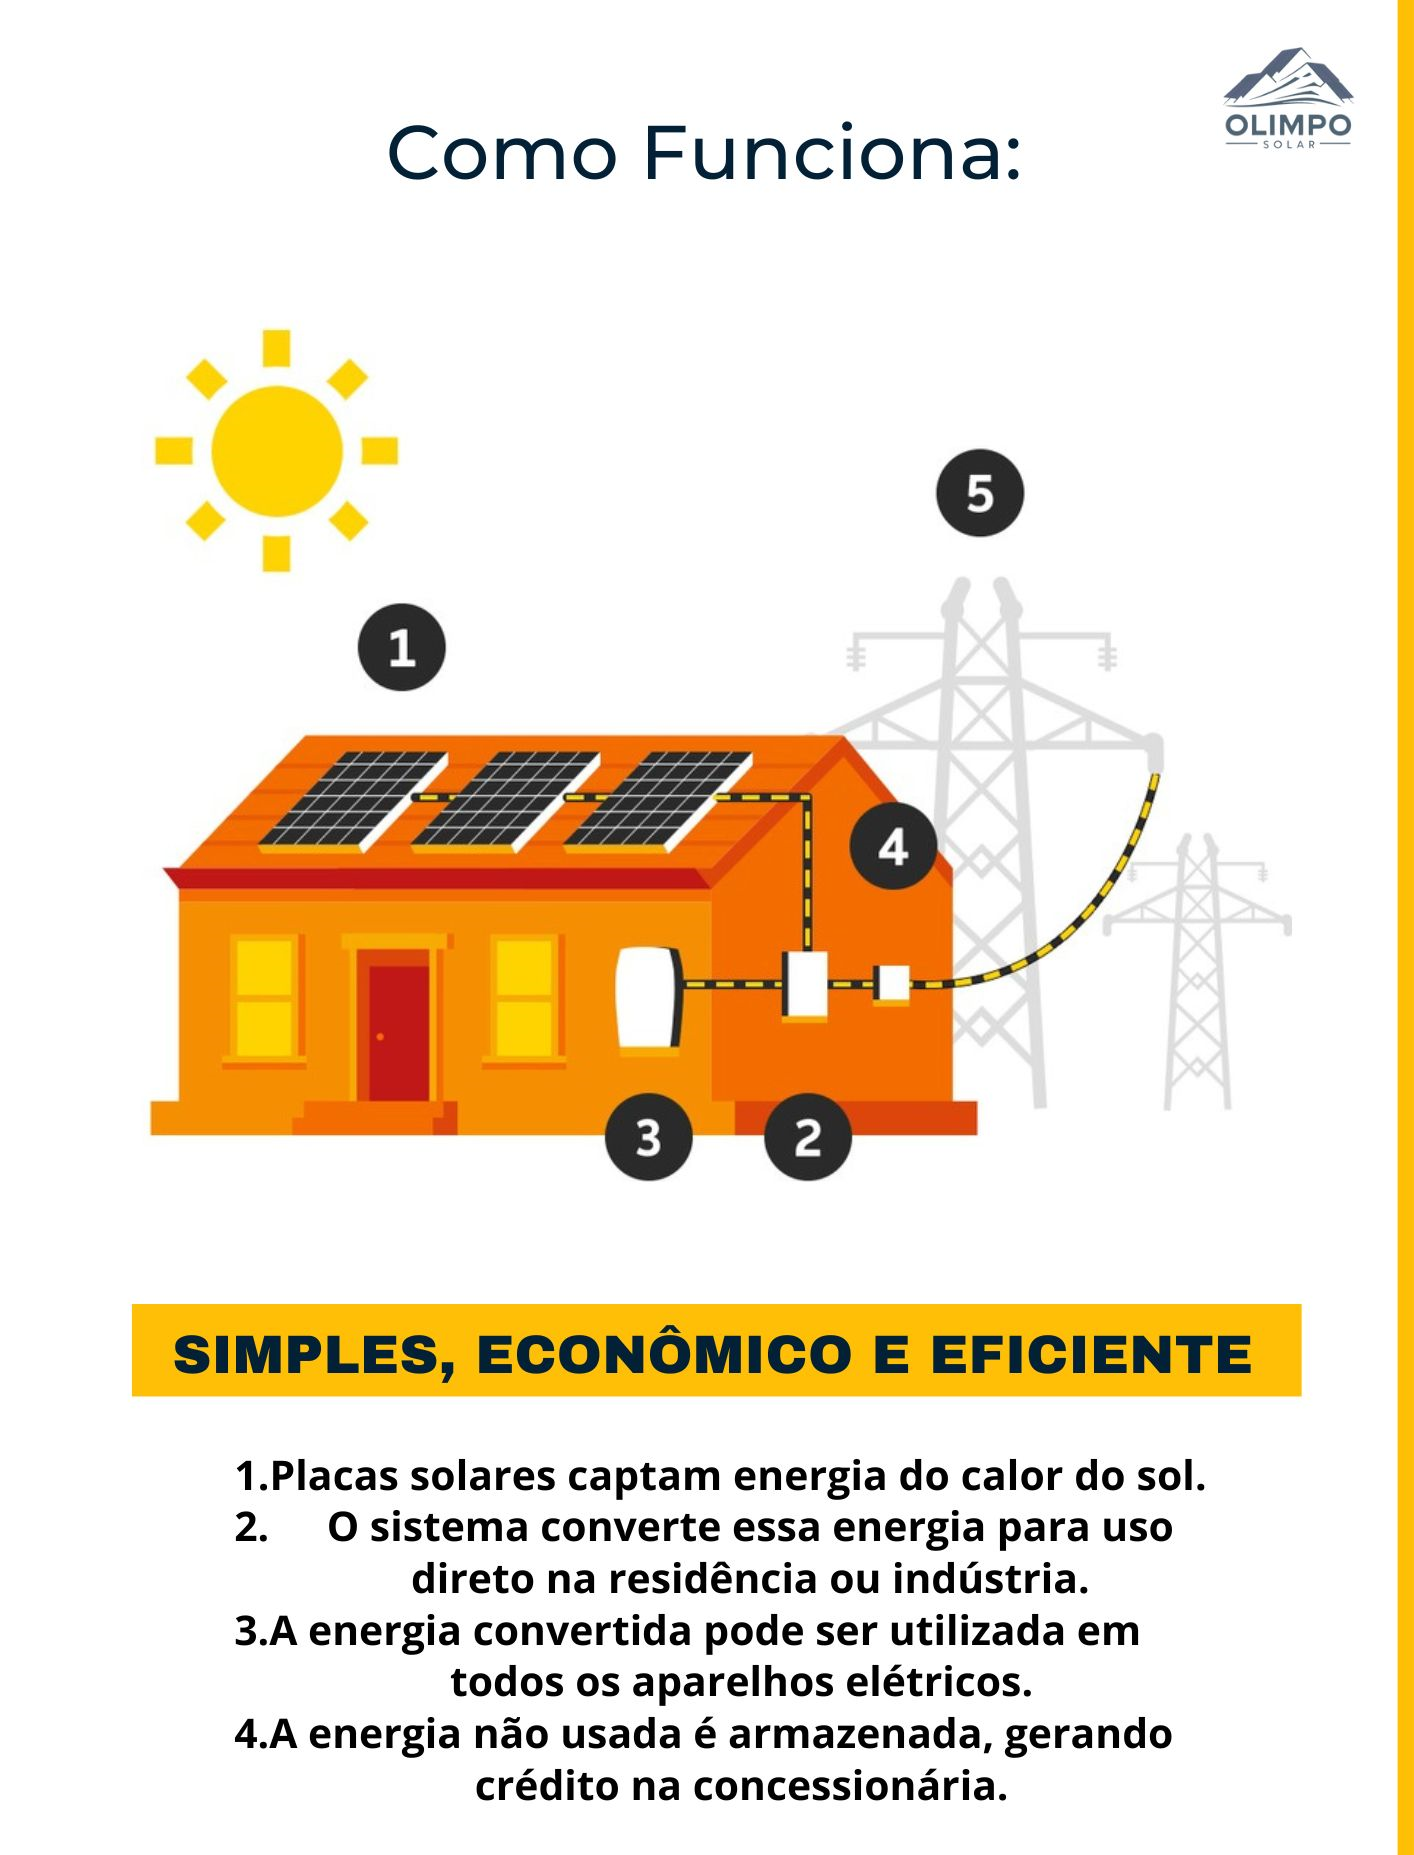 OLIMPO
SOLAR
Como Funciona:
5
1
4
3
2
SIMPLES, ECONÔMICO E EFICIENTE
1.Placas solares captam energia do calor do sol.
2. O sistema converte essa energia para uso
direto na residência ou indústria.
3.A energia convertida pode ser utilizada em
todos os aparelhos elétricos.
4.A energia não usada é armazenada, gerando
crédito na concessionária.